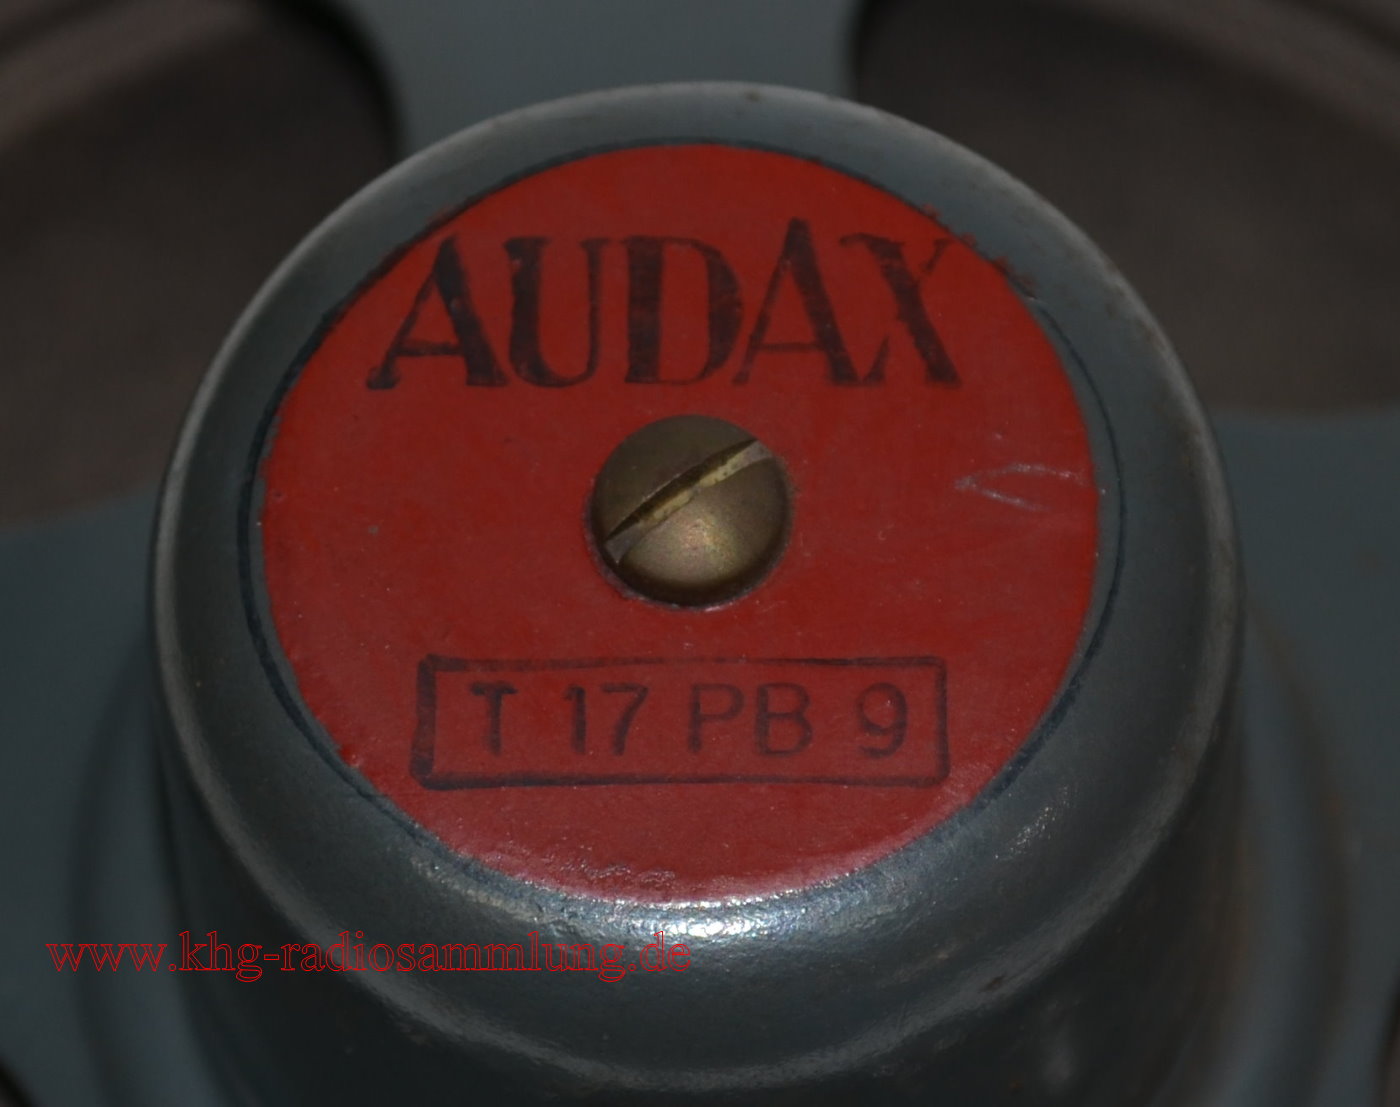 AUDAX
T 17 PB 9
www.khg-radiosammlung.de